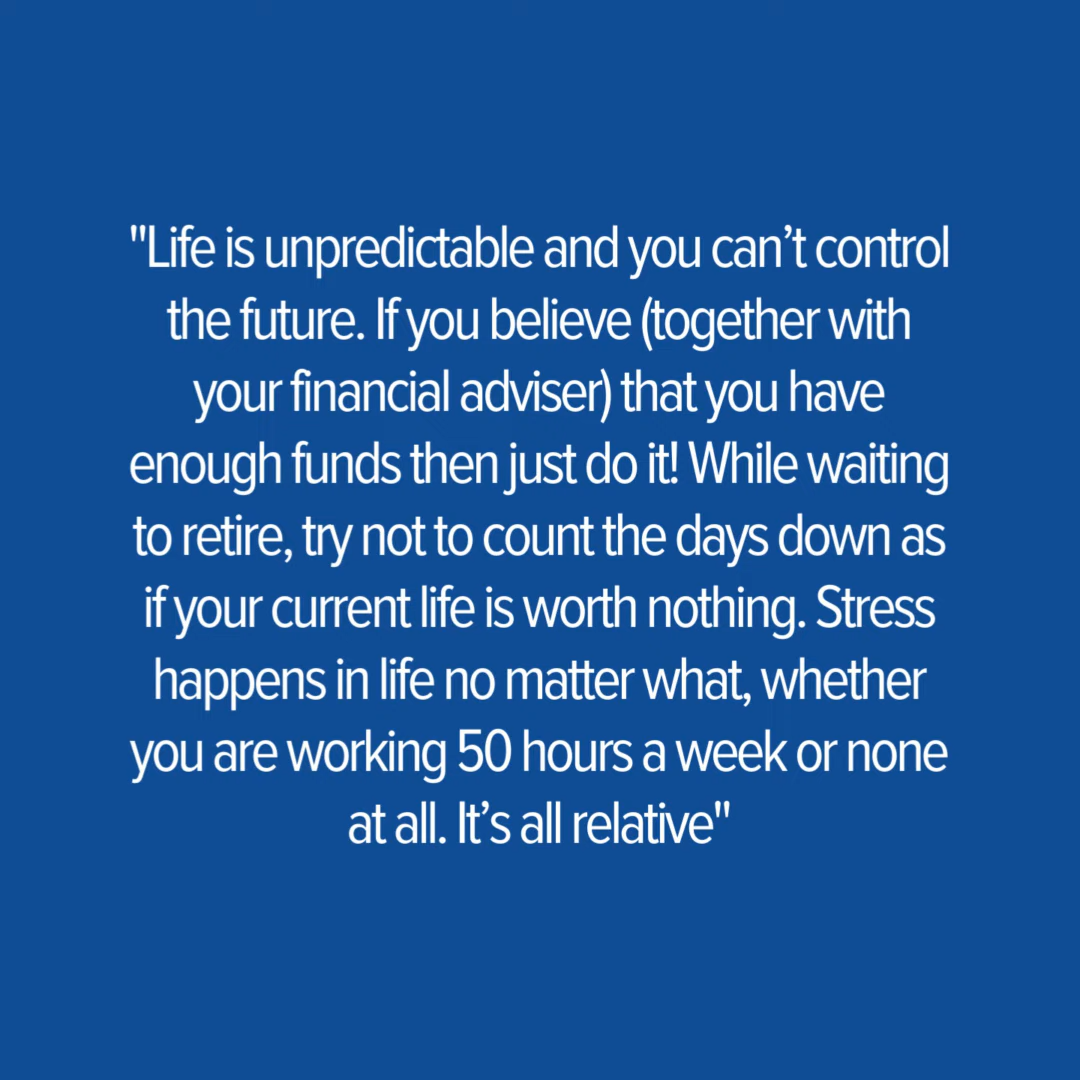 "Life is unpredictable and you can’t control
the future. If you believe (together with
your financial adviser) that you have
enough funds then just do it! While waiting
to retire, try not to count the days down as
if your current life is worth nothing. Stress
happens in life no matter what, whether
you are working 50 hours a week or none
at all. It’s all relative"